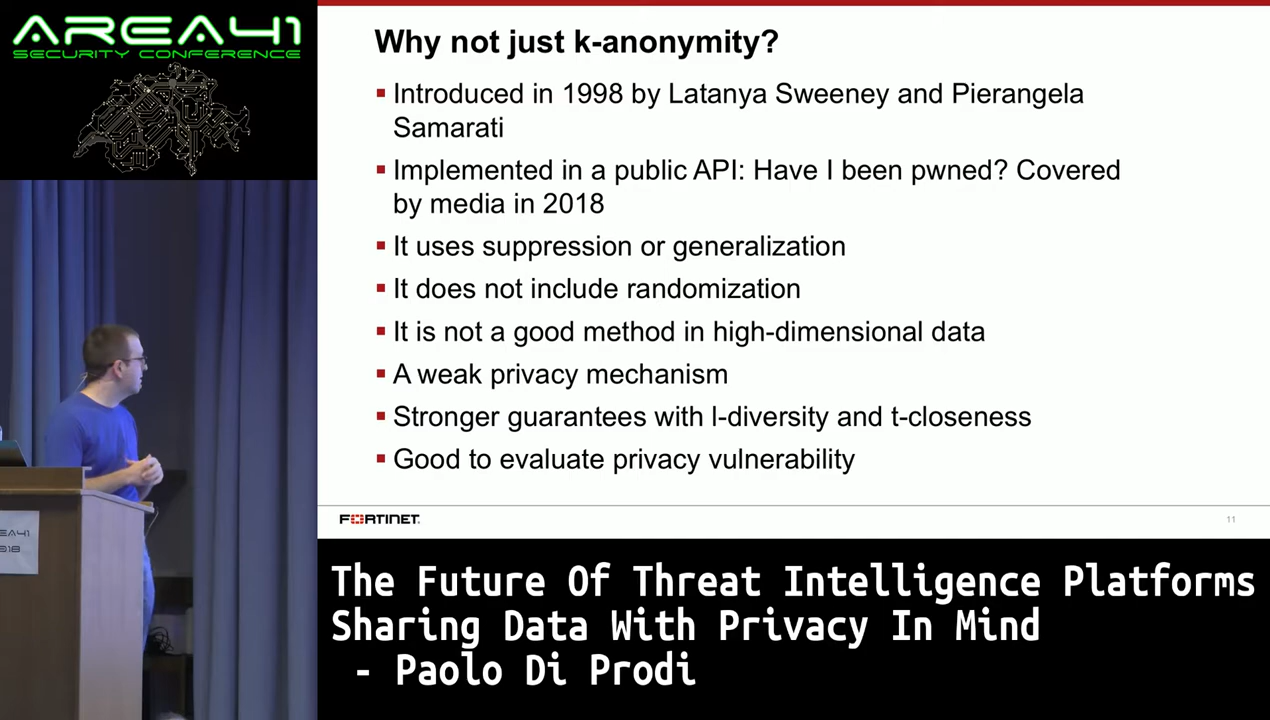 AREA41
SECURITY CONFERENCE
Why not just k-anonymity?
Introduced in 1998 by Latanya Sweeney and Pierangela
Samarati
Implemented in a public API: Have I been pwned? Covered
by media in 2018
It uses suppression or generalization
It does not include randomization
It is not a good method in high-dimensional data
A weak privacy mechanism
Stronger guarantees with l-diversity and t-closeness
Good to evaluate privacy vulnerability
FORTINET
11
The Future Of Threat Intelligence Platforms
Sharing Data With Privacy In Mind
- Paolo Di Prodi